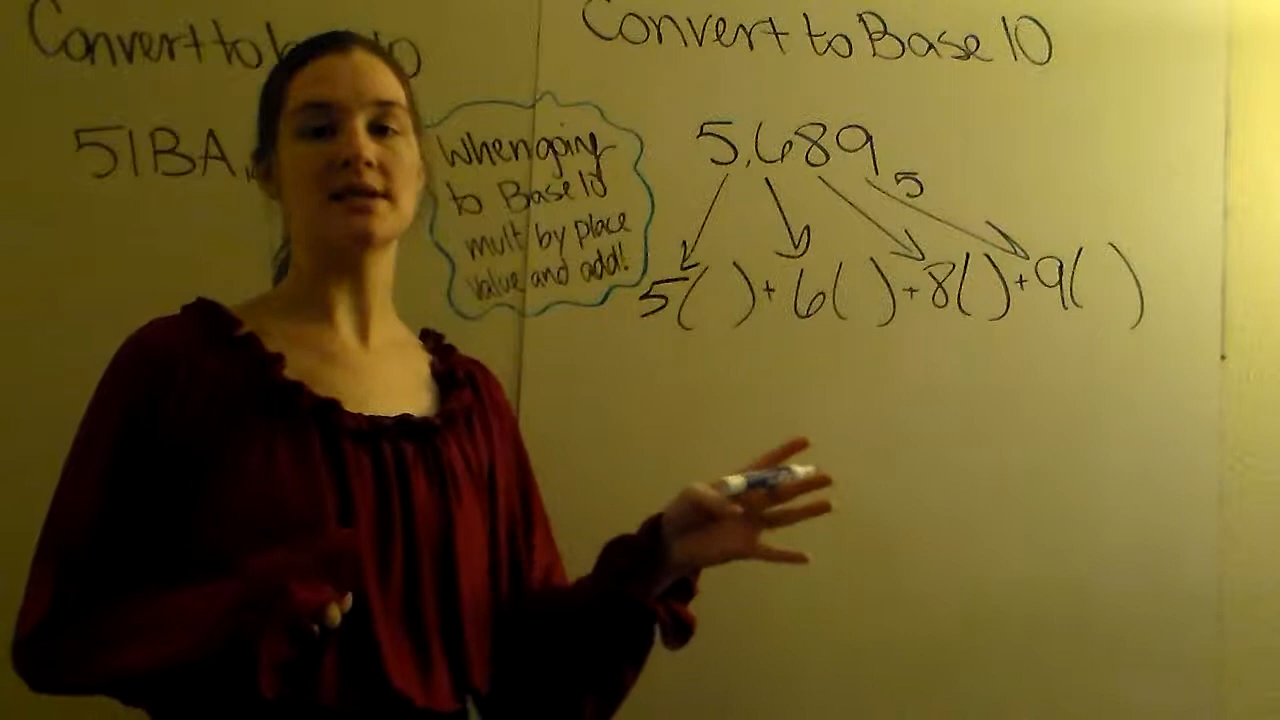 Convert to 10
51BA
When going
to Base 10
mult by place
value and add!
Convert to Base 10
5,689 5
5( ) + 6( ) + 8( ) + 9( )